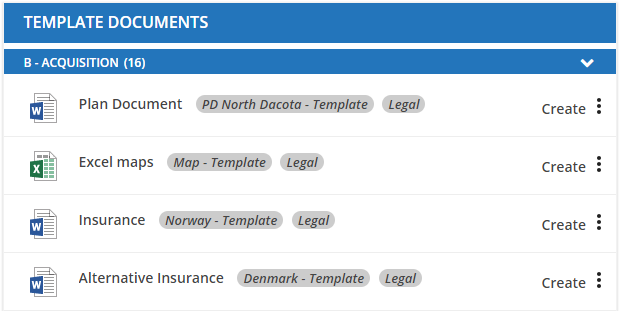 TEMPLATE DOCUMENTS
B - ACQUISITION (16)
Plan Document PD North Dacota - Template Legal Create
Excel maps Map - Template Legal Create
Insurance Norway - Template Legal Create
Alternative Insurance Denmark - Template Legal Create